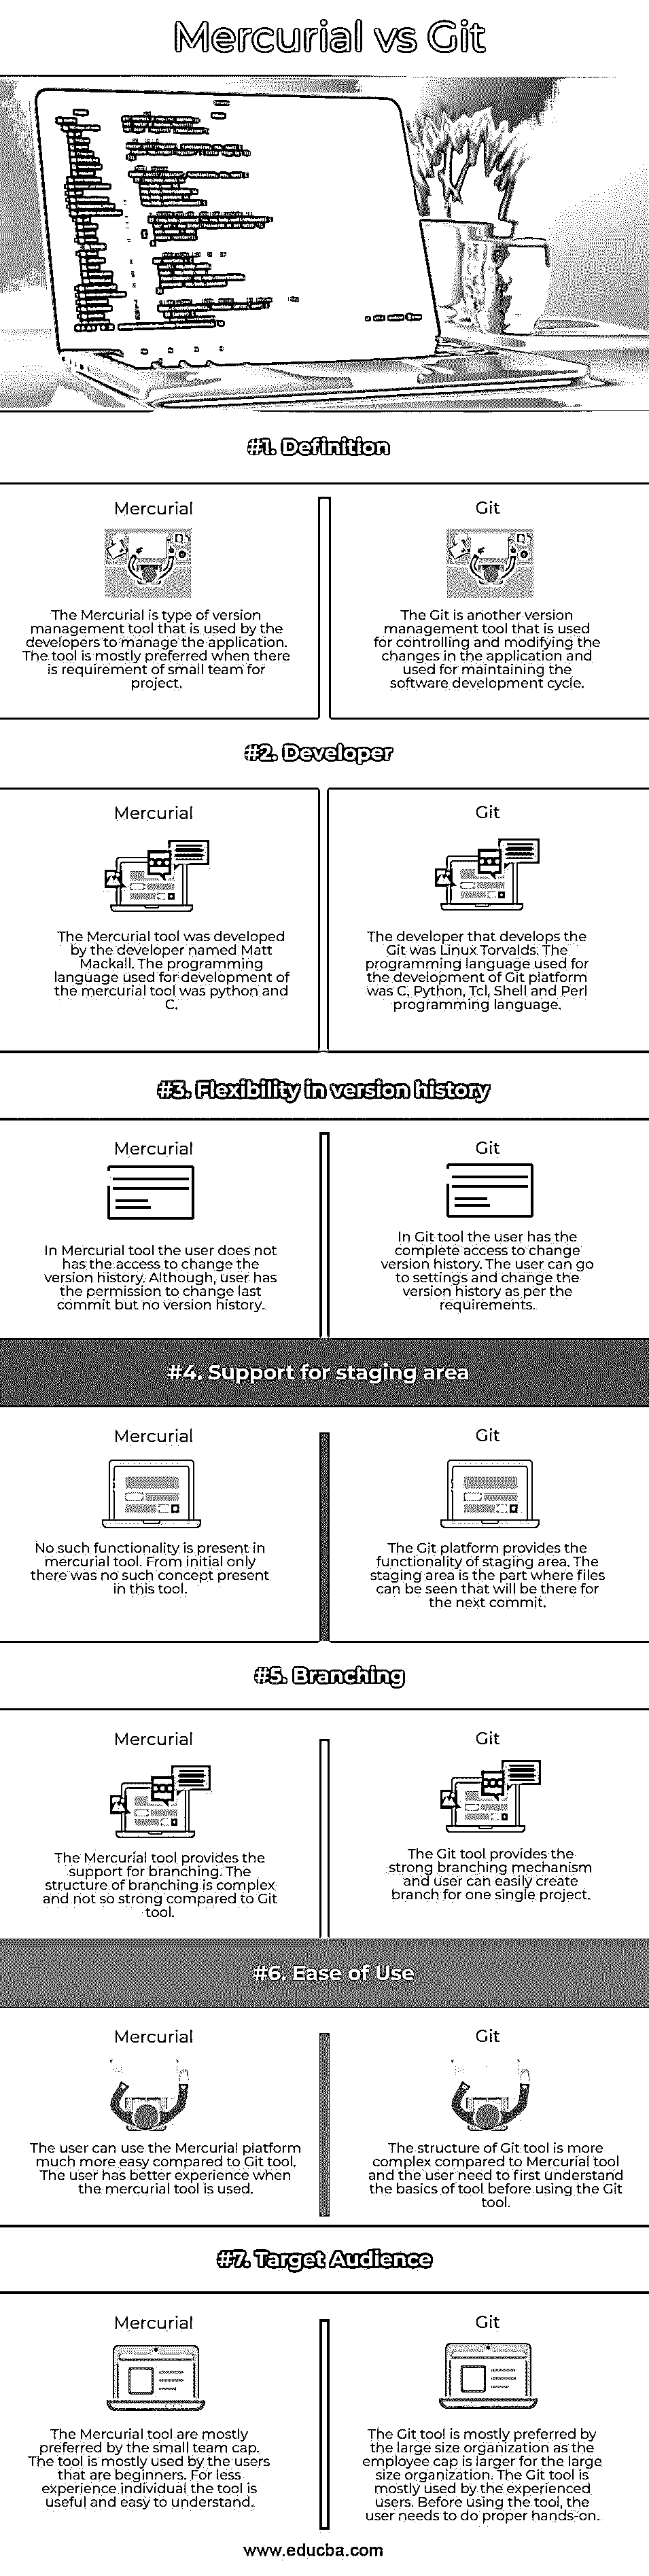 Mercurial vs Git
#1. Definition
Mercurial
The Mercurial is type of version
management tool that is used by the
developers to manage the application.
The tool is mostly preferred when there
is requirement of small team for
project.
Git
The Git is another version
management tool that is used
for controlling and modifying the
changes in the application and
used for maintaining the
software development cycle.
#2. Developer
Mercurial
The Mercurial tool was developed
by the developer named Matt
Mackall. The programming
language used for development of
the mercurial tool was python and
C.
Git
The developer that develops the
Git was Linux Torvalds. The
programming language used for
the development of Git platform
was C, Python, Tcl, Shell and Perl
programming language.
#3. Flexibility in version history
Mercurial
In Mercurial tool the user does not
has the access to change the
version history. Although, user has
the permission to change last
commit but no version history.
Git
In Git tool the user has the
complete access to change
version history. The user can go
to settings and change the
version history as per the
requirements.
#4. Support for staging area
Mercurial
No such functionality is present in
mercurial tool. From initial only
there was no such concept present
in this tool.
Git
The Git platform provides the
functionality of staging area. The
staging area is the part where files
can be seen that will be there for
the next commit.
#5. Branching
Mercurial
The Mercurial tool provides the
support for branching. The
structure of branching is complex
and not so strong compared to Git
tool.
Git
The Git tool provides the
strong branching mechanism
and user can easily create
branch for one single project.
#6. Ease of Use
Mercurial
The user can use the Mercurial platform
much more easy compared to Git tool.
The user has better experience when
the mercurial tool is used.
Git
The structure of Git tool is more
complex compared to Mercurial tool
and the user need to first understand
the basics of tool before using the Git
tool.
#7. Target Audience
Mercurial
The Mercurial tool are mostly
preferred by the small team cap.
The tool is mostly used by the users
that are beginners. For less
experience individual the tool is
useful and easy to understand.
Git
The Git tool is mostly preferred by
the large size organization as the
employee cap is larger for the large
size organization. The Git tool is
mostly used by the experienced
users. Before using the tool, the
user needs to do proper hands-on.
www.educba.com